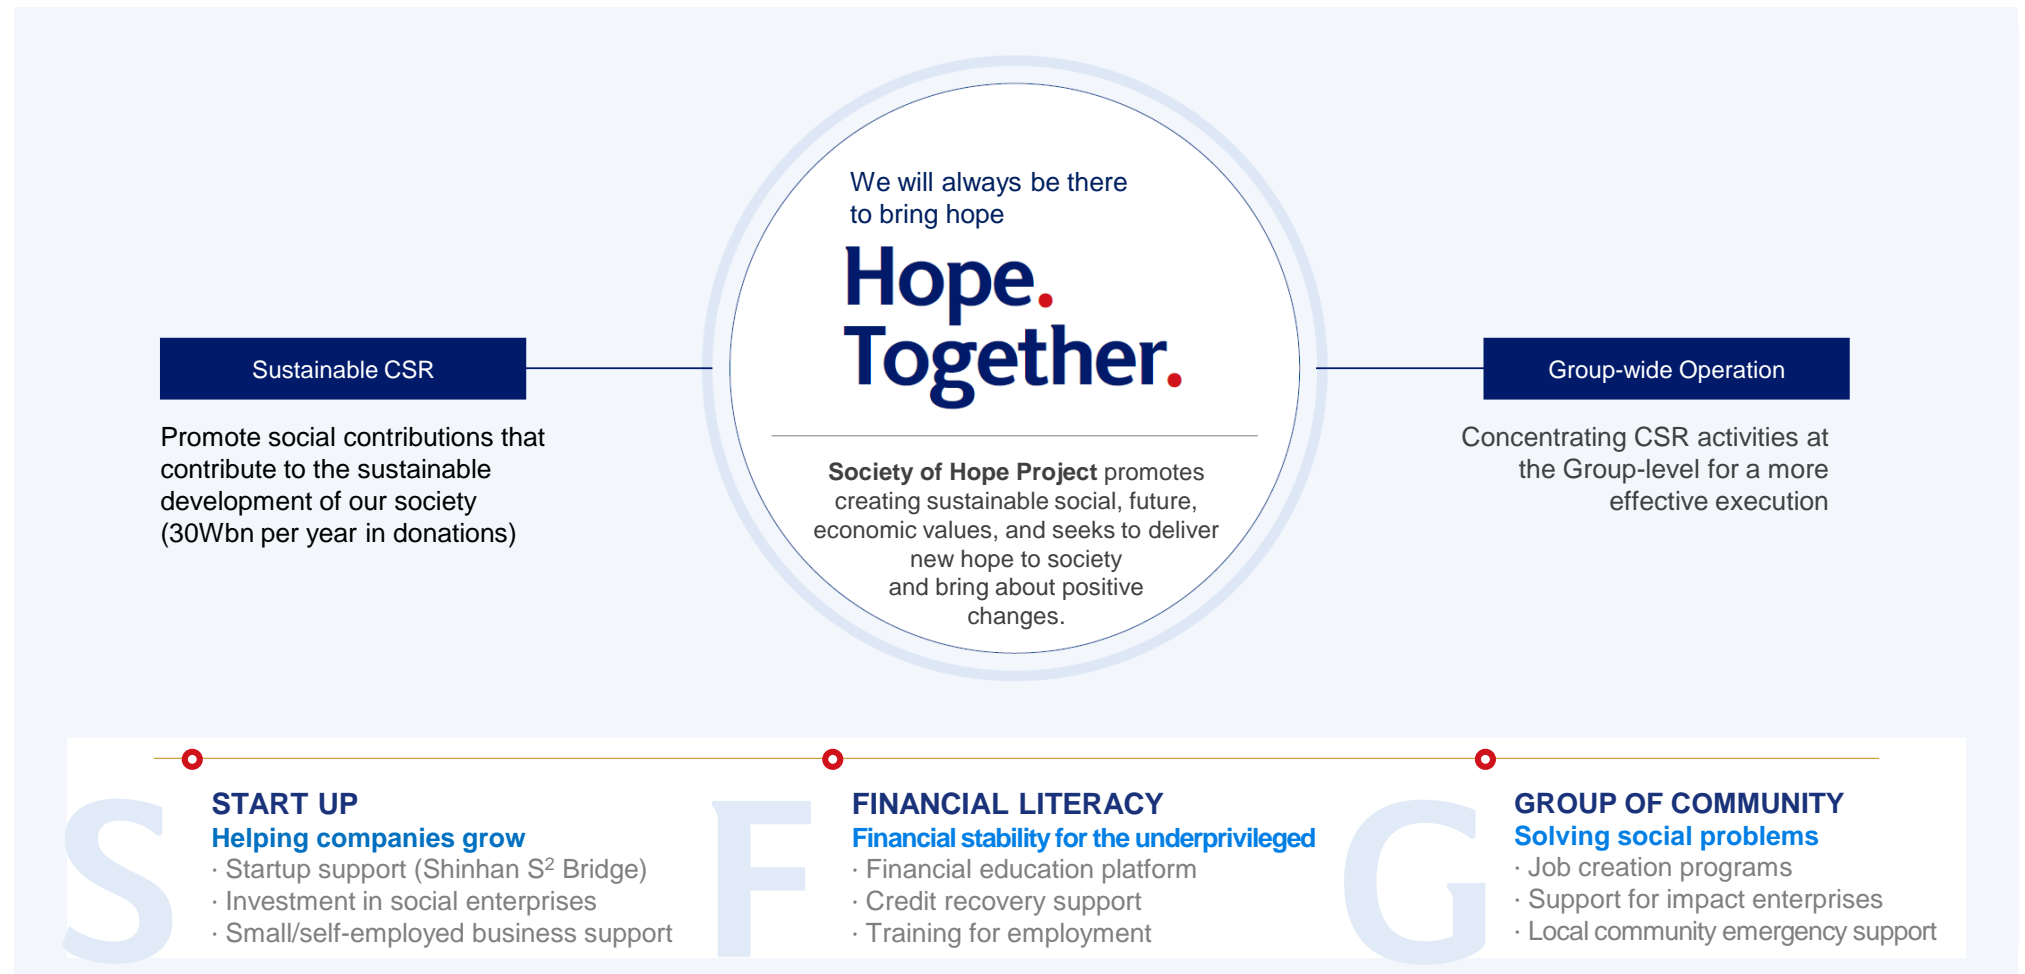 We will always be there
to bring hope
Hope.
Together.
Sustainable CSR
Promote social contributions that
contribute to the sustainable
development of our society
(30Wbn per year in donations)
Society of Hope Project promotes
creating sustainable social, future,
economic values, and seeks to deliver
new hope to society
and bring about positive
changes.
Group-wide Operation
Concentrating CSR activities at
the Group-level for a more
effective execution
S
START UP
Helping companies grow
· Startup support (Shinhan S² Bridge)
· Investment in social enterprises
· Small/self-employed business support
F
FINANCIAL LITERACY
Financial stability for the underprivileged
· Financial education platform
· Credit recovery support
· Training for employment
G
GROUP OF COMMUNITY
Solving social problems
· Job creation programs
· Support for impact enterprises
· Local community emergency support